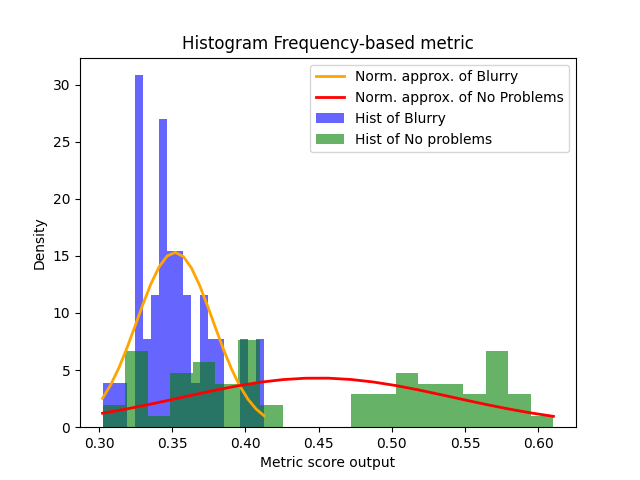 Histogram Frequency-based metric
Norm. approx. of Blurry
Norm. approx. of No Problems
Hist of Blurry
Hist of No problems
Density
30
25
20
15
10
5
0
0.30 0.35 0.40 0.45 0.50 0.55 0.60
Metric score output